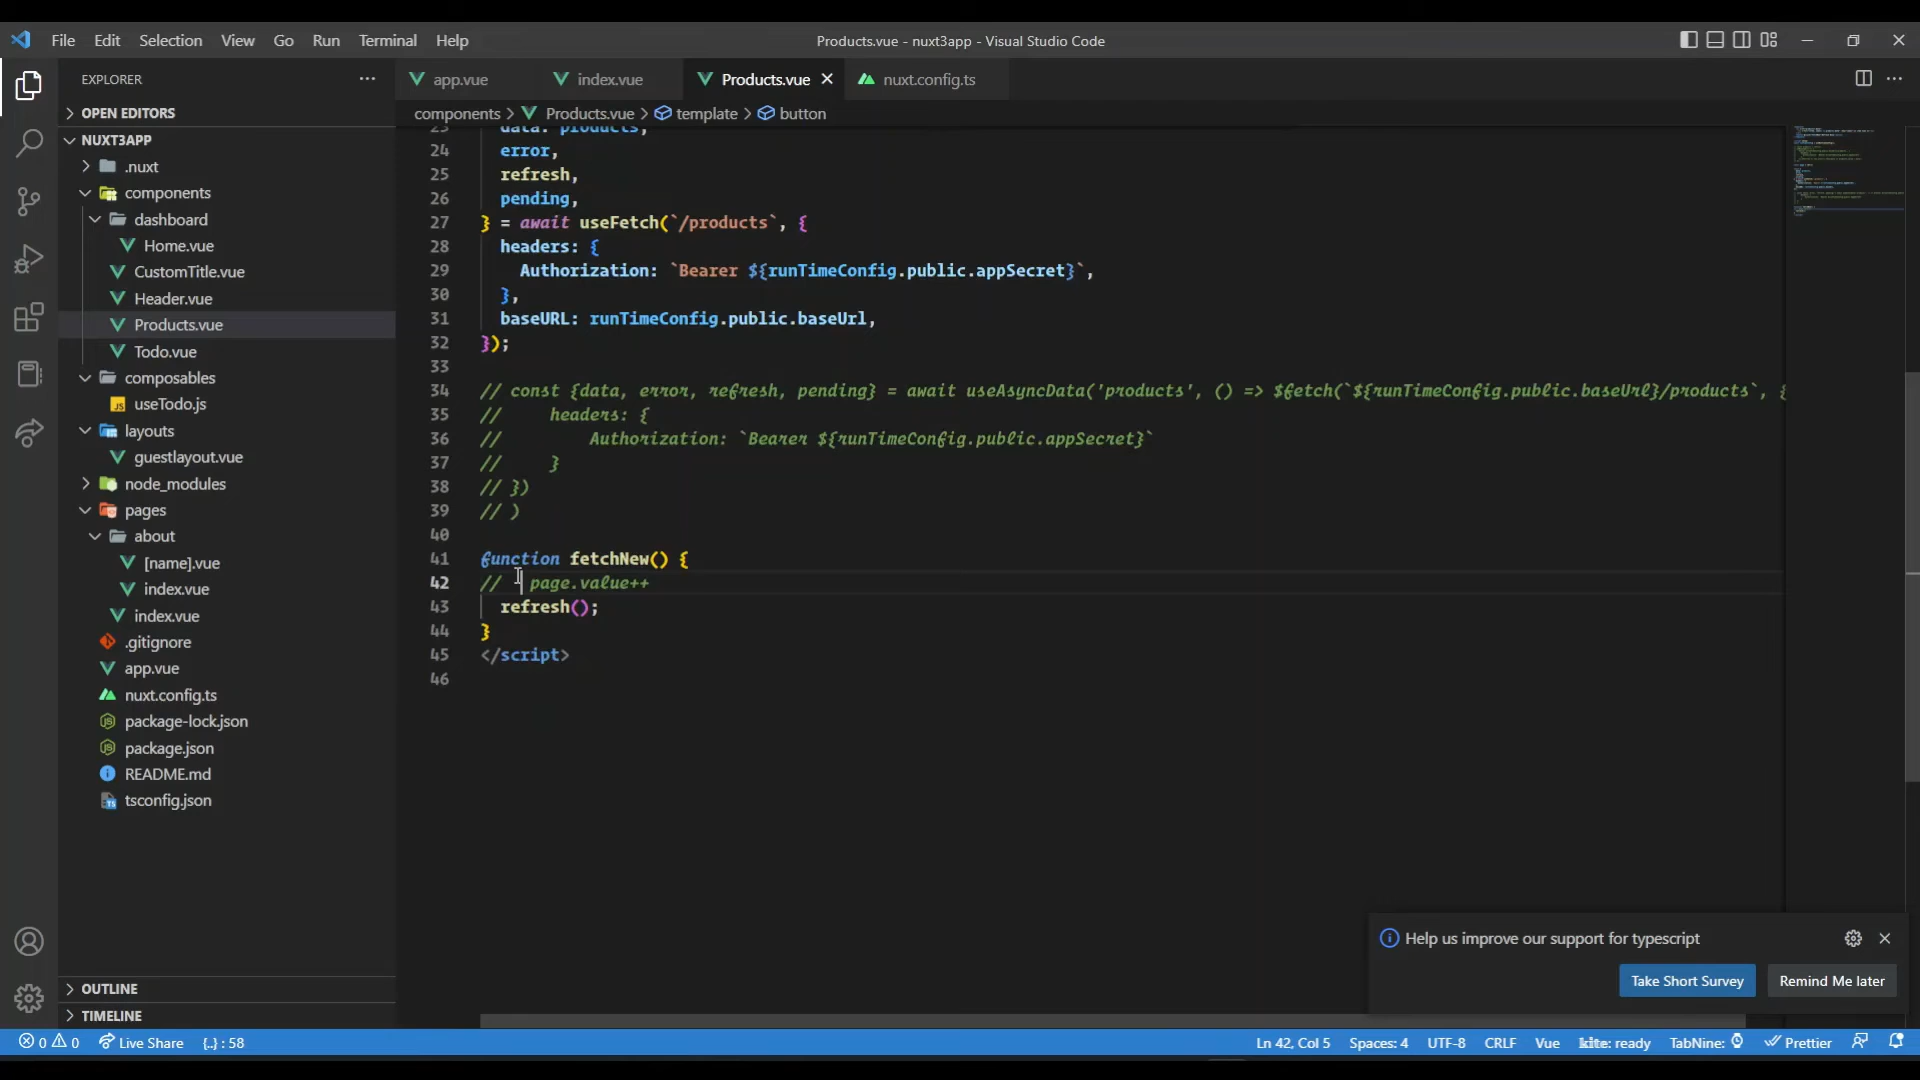 File Edit Selection View Go Run Terminal Help
Products.vue - nuxt3app - Visual Studio Code
EXPLORER
OPEN EDITORS
NUXT3APP
.nuxt
components
dashboard
Home.vue
CustomTitle.vue
Header.vue
Products.vue
Todo.vue
composables
useTodo.js
layouts
guestlayout.vue
node_modules
pages
about
[name].vue
index.vue
index.vue
.gitignore
app.vue
nuxt.config.ts
package-lock.json
package.json
README.md
tsconfig.json
OUTLINE
TIMELINE
app.vue index.vue Products.vue nuxt.config.ts
components > Products.vue > template > button
23 data: products,
24 error,
25 refresh,
26 pending,
27 } = await useFetch(`/products`, {
28 headers: {
29 Authorization: `Bearer ${runTimeConfig.public.appSecret}`,
30 },
31 baseURL: runTimeConfig.public.baseUrl,
32 });
33
34 // const {data, error, refresh, pending} = await useAsyncData('products', () => $fetch(`${runTimeConfig.public.baseUrl}/products`, {
35 // headers: {
36 // Authorization: `Bearer ${runTimeConfig.public.appSecret}`
37 // }
38 // })
39 // )
40
41 function fetchNew() {
42 // page.value++
43 refresh();
44 }
45 </script>
46
Help us improve our support for typescript
Take Short Survey Remind Me later
0 0 Live Share {..} : 58
Ln 42, Col 5 Spaces: 4 UTF-8 CRLF Vue kite: ready TabNine: Prettier